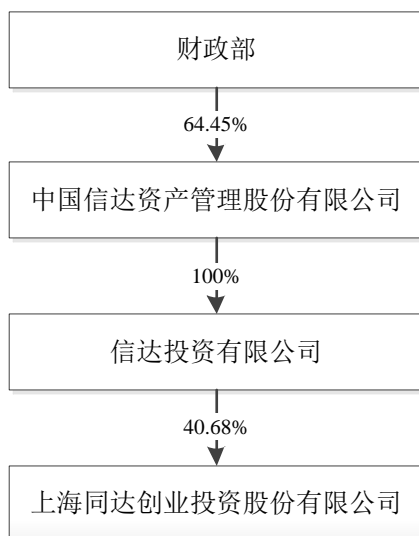 财政部
64.45%
中国信达资产管理股份有限公司
100%
信达投资有限公司
40.68%
上海同达创业投资股份有限公司